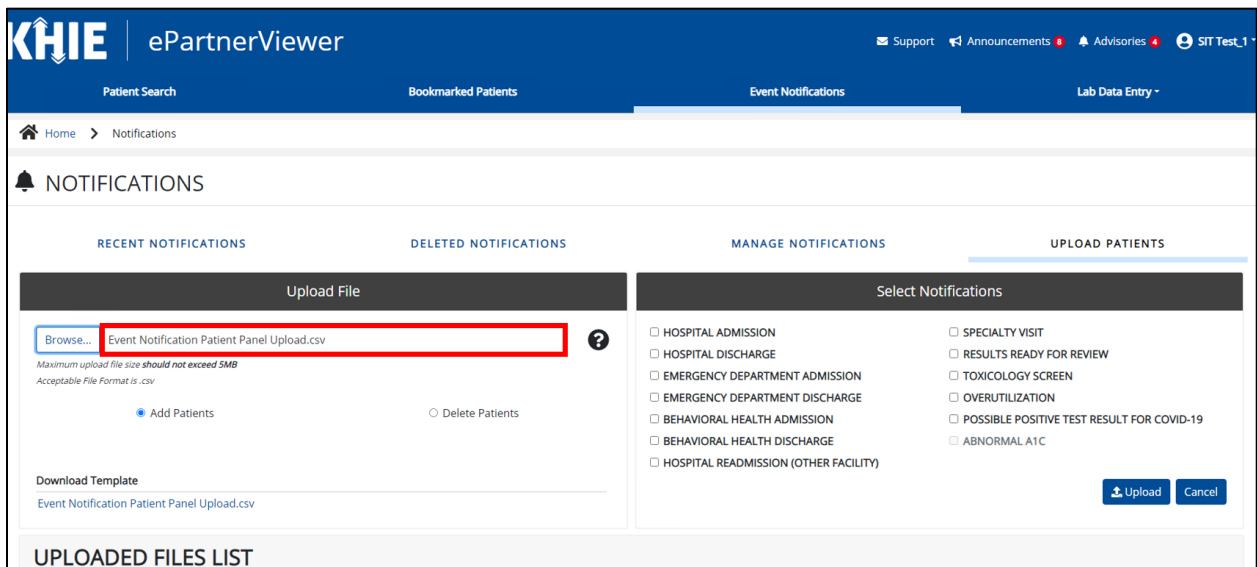 KHIE ePartnerViewer
Support Announcements 8 Advisories 4 SIT Test_1
Patient Search Bookmarked Patients Event Notifications Lab Data Entry
Home Notifications
NOTIFICATIONS
RECENT NOTIFICATIONS DELETED NOTIFICATIONS MANAGE NOTIFICATIONS UPLOAD PATIENTS
Upload File
Browse... Event Notification Patient Panel Upload.csv ?
Maximum upload file size should not exceed 5MB
Acceptable File Format is .csv
Add Patients Delete Patients
Download Template
Event Notification Patient Panel Upload.csv
Select Notifications
HOSPITAL ADMISSION
HOSPITAL DISCHARGE
EMERGENCY DEPARTMENT ADMISSION
EMERGENCY DEPARTMENT DISCHARGE
BEHAVIORAL HEALTH ADMISSION
BEHAVIORAL HEALTH DISCHARGE
HOSPITAL READMISSION (OTHER FACILITY)
SPECIALTY VISIT
RESULTS READY FOR REVIEW
TOXICOLOGY SCREEN
OVERUTILIZATION
POSSIBLE POSITIVE TEST RESULT FOR COVID-19
ABNORMAL A1C
Upload Cancel
UPLOADED FILES LIST